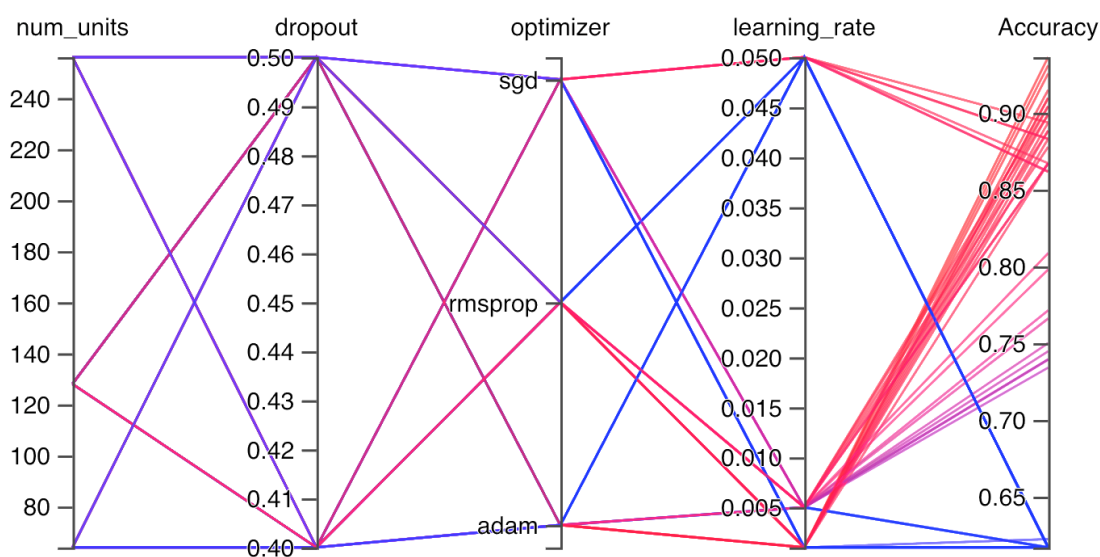 num_units dropout optimizer learning_rate Accuracy
0.50 0.050
sgd
240 0.49 0.045 0.90
220 0.48 0.040
200 0.47 0.035 0.85
180 0.46 0.030
0.80
160 0.45 rmsprop 0.025
140 0.44 0.020 0.75
120 0.43 0.015
0.70
100 0.42 0.010
80 0.41 0.005 0.65
adam
0.40